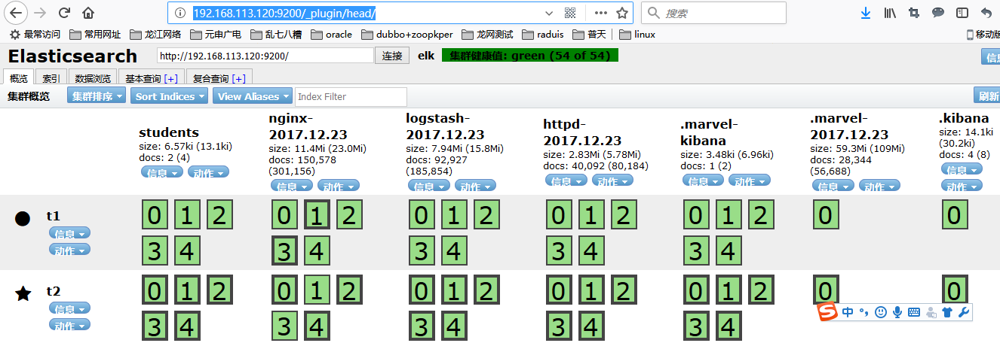 192.168.113.120:9200/_plugin/head/
搜索
最常访问 常用网址 龙江网络 元申广电 乱七八糟 oracle dubbo+zoopkper 龙网测试 raduis 普天 linux 移动版
Elasticsearch http://192.168.113.120:9200/ 连接 elk 集群健康值: green (54 of 54) 信息
概览 索引 数据浏览 基本查询 [+] 复合查询 [+]
集群概览 集群排序 Sort Indices View Aliases Index Filter 刷新
students
size: 6.57ki (13.1ki)
docs: 2 (4)
信息 动作
nginx-
2017.12.23
size: 11.4Mi (23.0Mi)
docs: 150,578
(301,156)
信息 动作
logstash-
2017.12.23
size: 7.94Mi (15.8Mi)
docs: 92,927
(185,854)
信息 动作
httpd-
2017.12.23
size: 2.83Mi (5.78Mi)
docs: 40,092 (80,184)
信息 动作
.marvel-
kibana
size: 3.48ki (6.96ki)
docs: 1 (2)
信息 动作
.marvel-
2017.12.23
size: 59.3Mi (109Mi)
docs: 28,344
(56,688)
信息 动作
.kibana
size: 14.1ki
(30.2ki)
docs: 4 (8)
信息
动作
t1
信息
动作
0 1 2 0 1 2 0 1 2 0 1 2 0 1 2 0 0
3 4 3 4 3 4 3 4 3 4
t2
信息
动作
0 1 2 0 1 2 0 1 2 0 1 2 0 1 2 0 0
3 4 3 4 3 4 3 4 3 4
S 中